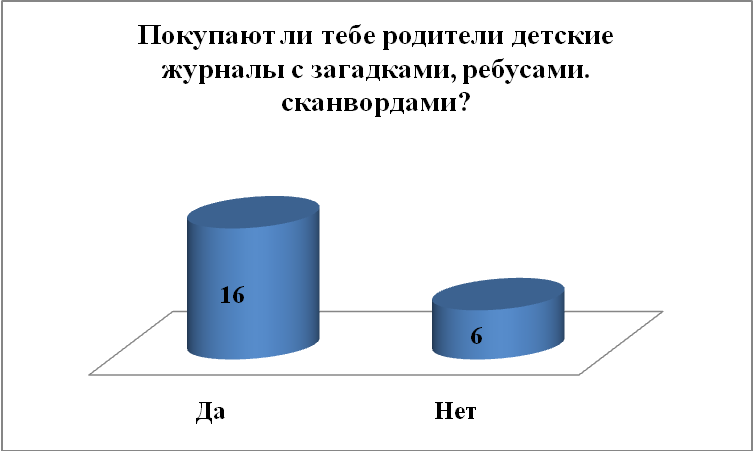 Покупают ли тебе родители детские
журналы с загадками, ребусами.
сканвордами?
16
6
Да
Нет